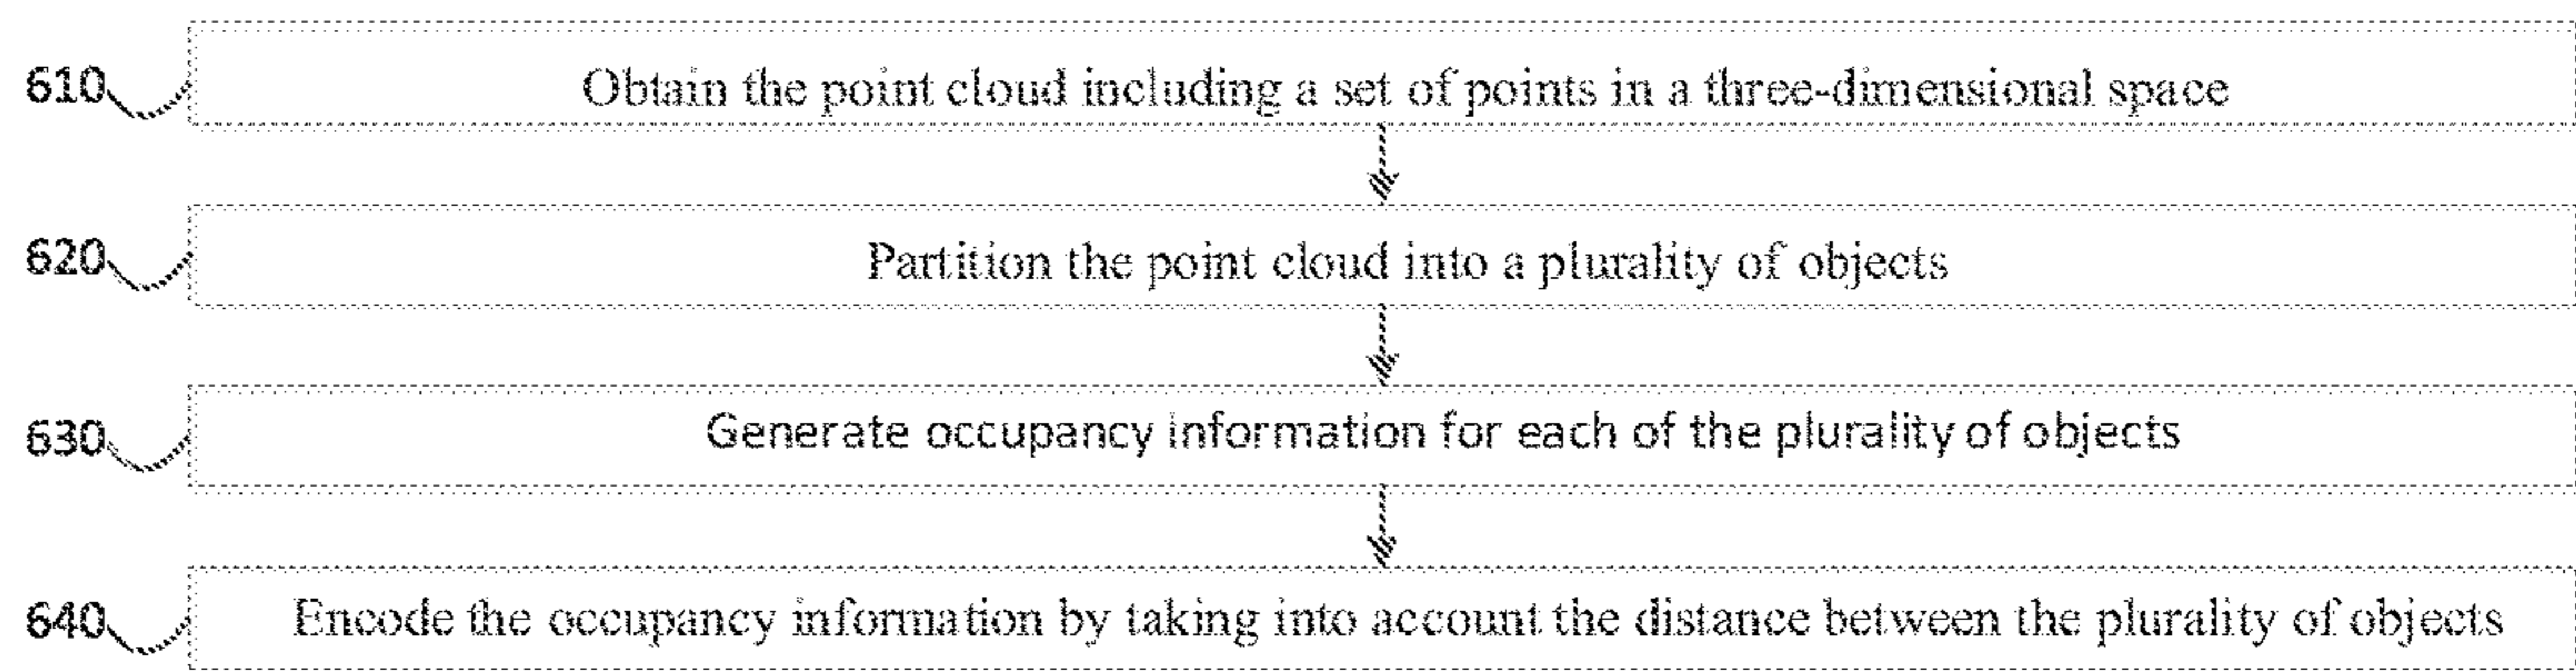 610 Obtain the point cloud including a set of points in a three-dimensional space
620 Partition the point cloud into a plurality of objects
630 Generate occupancy information for each of the plurality of objects
640 Encode the occupancy information by taking into account the distance between the plurality of objects